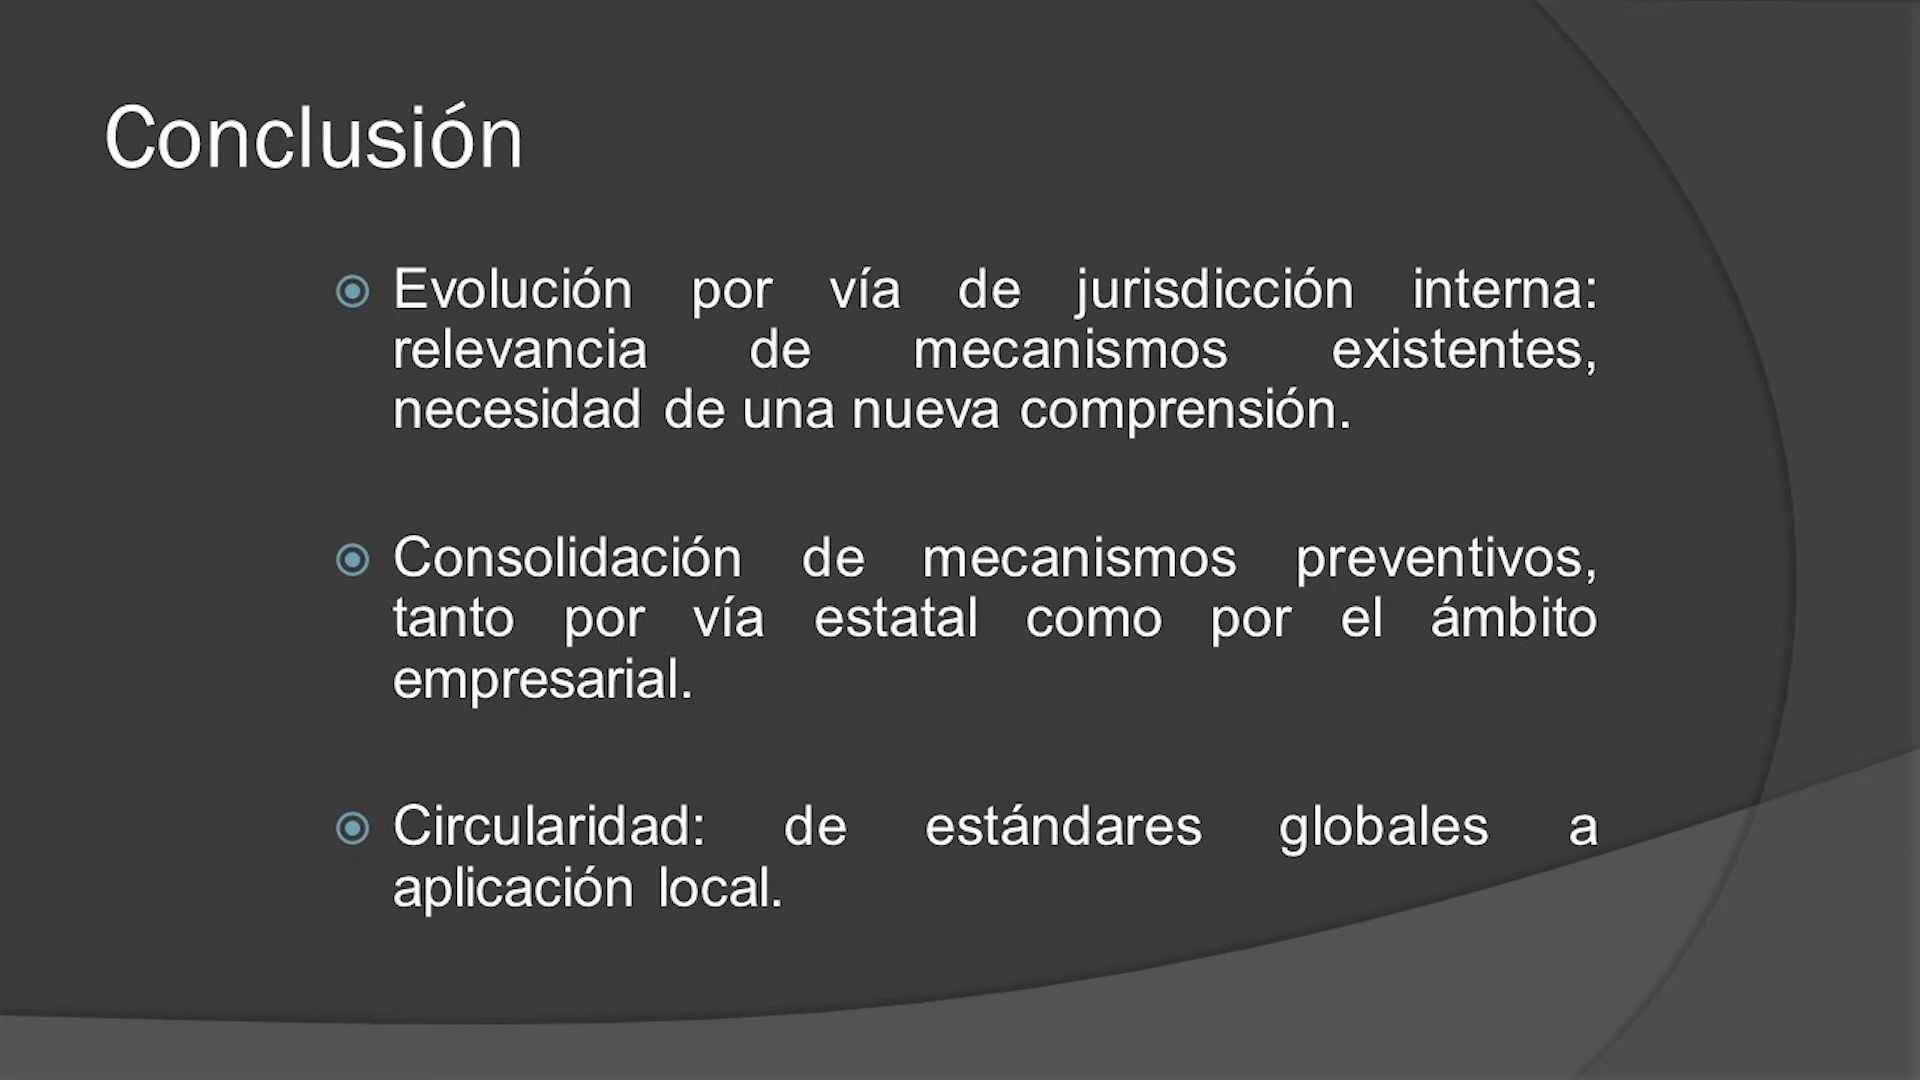 Conclusión
Evolución por vía de jurisdicción interna:
relevancia de mecanismos existentes,
necesidad de una nueva comprensión.
Consolidación de mecanismos preventivos,
tanto por vía estatal como por el ámbito
empresarial.
Circularidad: de estándares globales a
aplicación local.